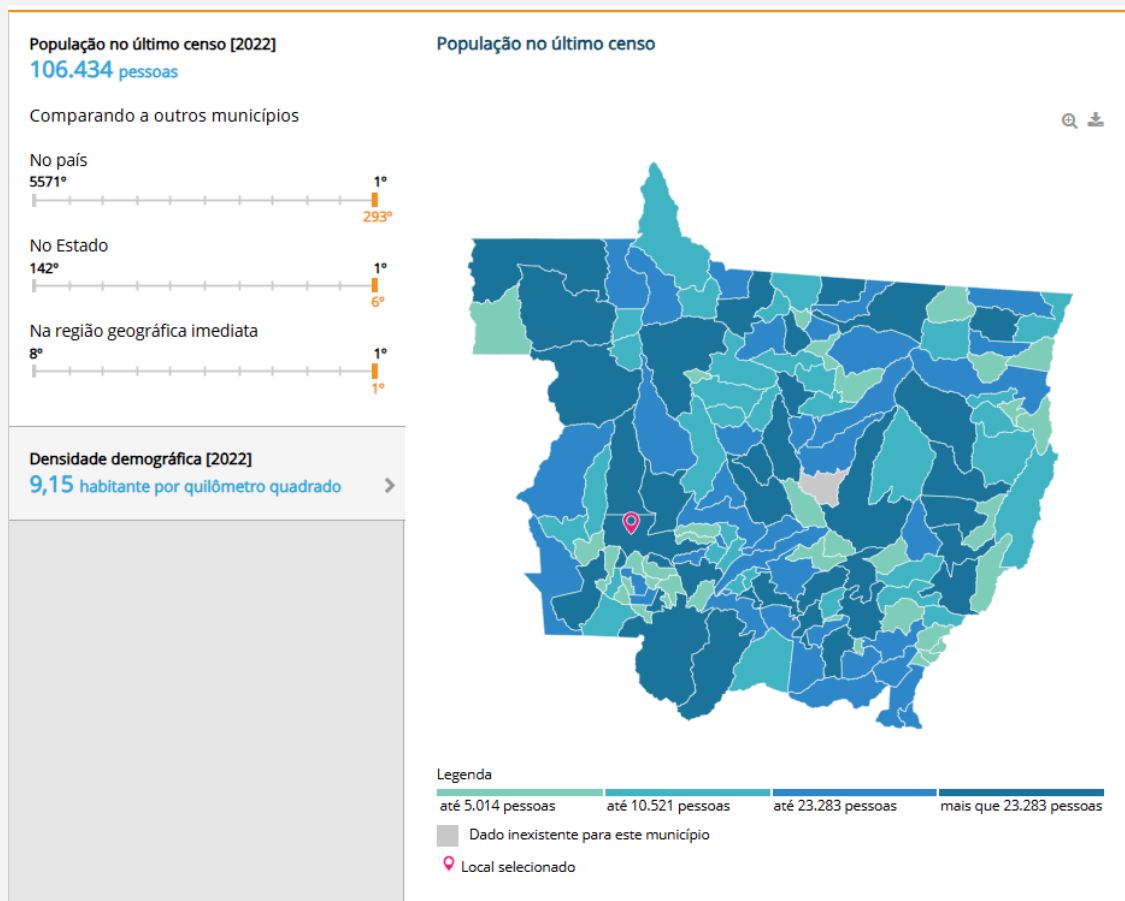 População no último censo [2022]
106.434 pessoas
Comparando a outros municípios
No país
5571º 1º
293º
No Estado
142º 1º
6º
Na região geográfica imediata
8º 1º
1º
Densidade demográfica [2022]
9,15 habitante por quilômetro quadrado
População no último censo
Legenda
até 5.014 pessoas até 10.521 pessoas até 23.283 pessoas mais que 23.283 pessoas
Dado inexistente para este município
Local selecionado